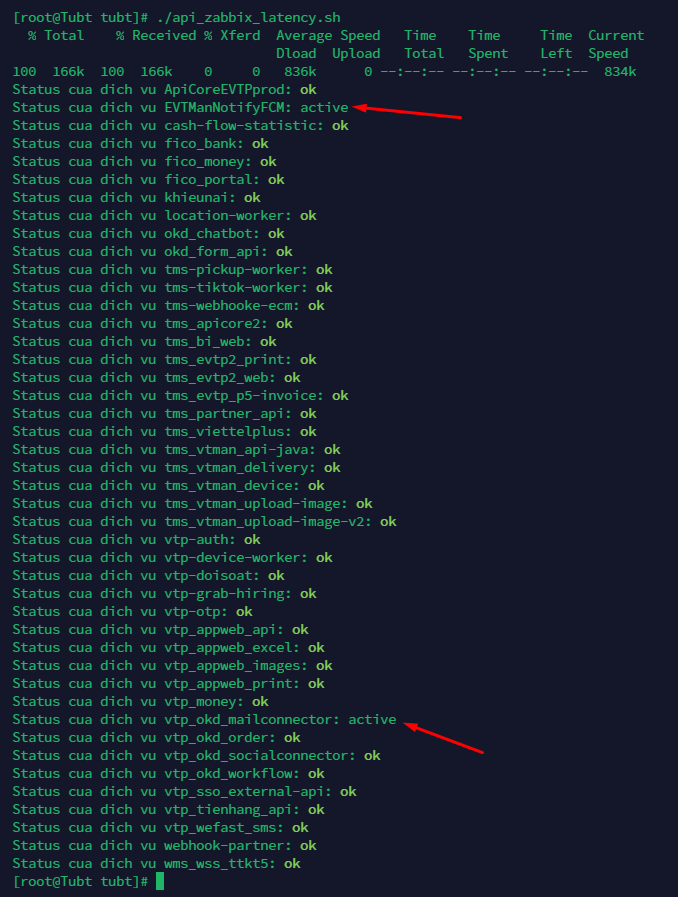 [root@Tubt tubt]# ./api_zabbix_latency.sh
  % Total    % Received % Xferd  Average Speed   Time    Time     Time  Current
                                 Dload  Upload   Total   Spent    Left  Speed
100  166k  100  166k    0     0   836k      0 --:--:-- --:--:-- --:--:--  834k
Status cua dich vu ApiCoreEVTPprod: ok
Status cua dich vu EVTManNotifyFCM: active
Status cua dich vu cash-flow-statistic: ok
Status cua dich vu fico_bank: ok
Status cua dich vu fico_money: ok
Status cua dich vu fico_portal: ok
Status cua dich vu khieunai: ok
Status cua dich vu location-worker: ok
Status cua dich vu okd_chatbot: ok
Status cua dich vu okd_form_api: ok
Status cua dich vu tms-pickup-worker: ok
Status cua dich vu tms-tiktok-worker: ok
Status cua dich vu tms-webhooke-ecm: ok
Status cua dich vu tms_apicore2: ok
Status cua dich vu tms_bi_web: ok
Status cua dich vu tms_evtp2_print: ok
Status cua dich vu tms_evtp2_web: ok
Status cua dich vu tms_evtp_p5-invoice: ok
Status cua dich vu tms_partner_api: ok
Status cua dich vu tms_viettelplus: ok
Status cua dich vu tms_vtman_api-java: ok
Status cua dich vu tms_vtman_delivery: ok
Status cua dich vu tms_vtman_device: ok
Status cua dich vu tms_vtman_upload-image: ok
Status cua dich vu tms_vtman_upload-image-v2: ok
Status cua dich vu vtp-auth: ok
Status cua dich vu vtp-device-worker: ok
Status cua dich vu vtp-doisoat: ok
Status cua dich vu vtp-grab-hiring: ok
Status cua dich vu vtp-otp: ok
Status cua dich vu vtp_appweb_api: ok
Status cua dich vu vtp_appweb_excel: ok
Status cua dich vu vtp_appweb_images: ok
Status cua dich vu vtp_appweb_print: ok
Status cua dich vu vtp_money: ok
Status cua dich vu vtp_okd_mailconnector: active
Status cua dich vu vtp_okd_order: ok
Status cua dich vu vtp_okd_socialconnector: ok
Status cua dich vu vtp_okd_workflow: ok
Status cua dich vu vtp_sso_external-api: ok
Status cua dich vu vtp_tienhang_api: ok
Status cua dich vu vtp_wefast_sms: ok
Status cua dich vu webhook-partner: ok
Status cua dich vu wms_wss_ttkt5: ok
[root@Tubt tubt]#